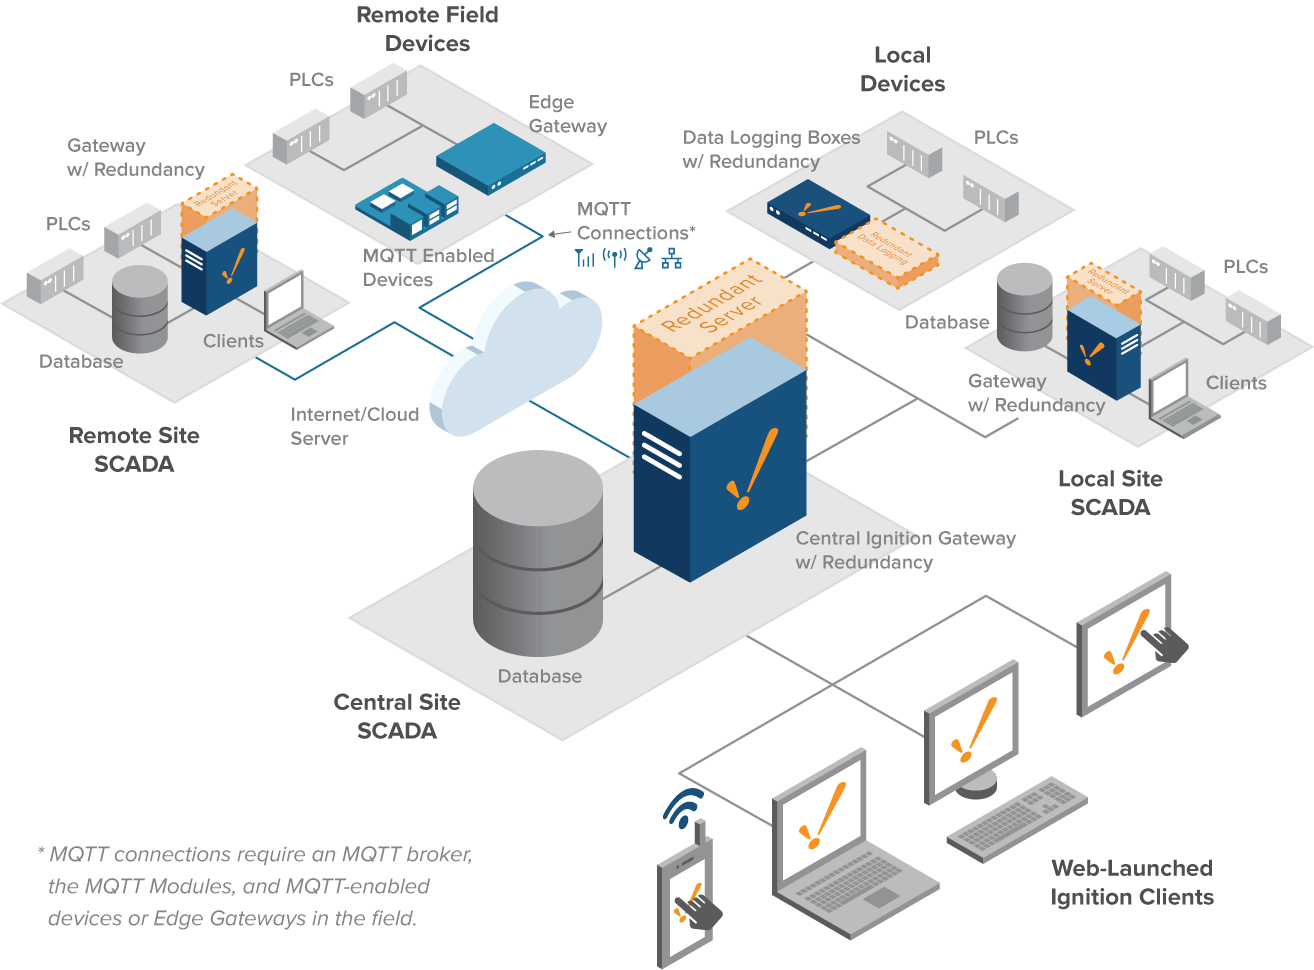 Remote Field
Devices
PLCs
Edge
Gateway
MQTT Enabled
Devices
MQTT
Connections*
Local
Devices
Data Logging Boxes
w/ Redundancy
PLCs
Redundant
Data Logging
Gateway
w/ Redundancy
Redundant
Server
PLCs
Database
Clients
Remote Site
SCADA
Internet/Cloud
Server
Redundant
Server
PLCs
Redundant
Server
Database
Gateway
w/ Redundancy
Clients
Local Site
SCADA
Central Ignition Gateway
w/ Redundancy
Database
Central Site
SCADA
Web-Launched
Ignition Clients
* MQTT connections require an MQTT broker,
the MQTT Modules, and MQTT-enabled
devices or Edge Gateways in the field.